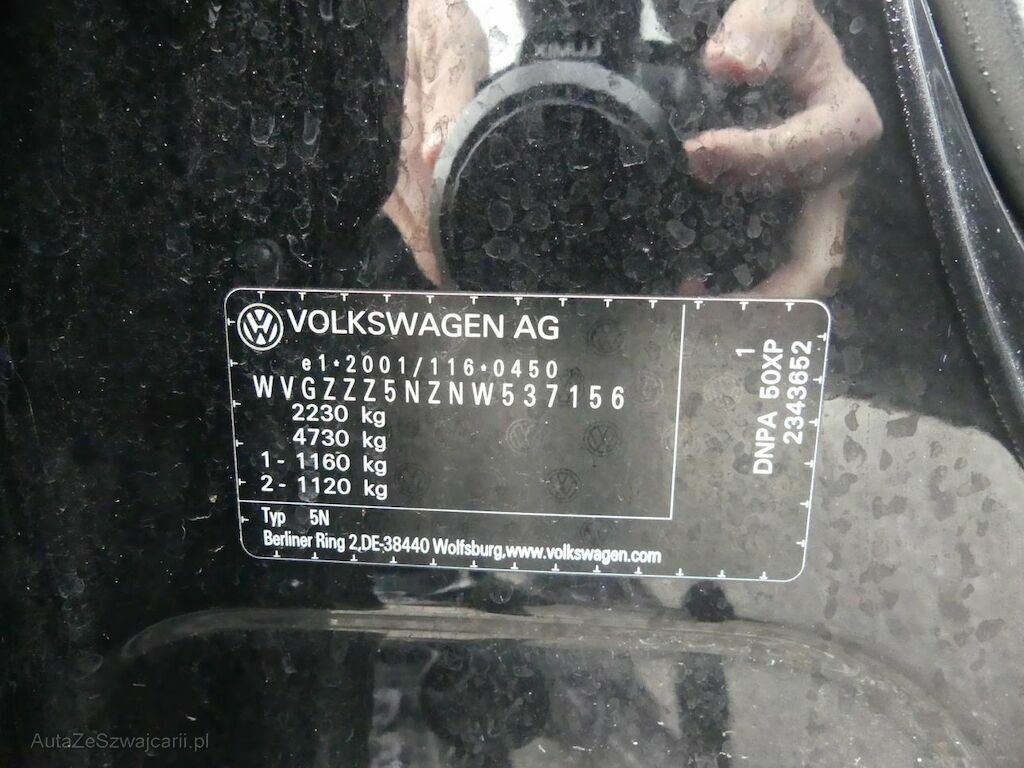 VOLKSWAGEN AG
e1*2001/116*0450
WVGZZZ5NZNW537156
2230 kg
4730 kg
1 - 1160 kg
2 - 1120 kg
Typ 5N
Berliner Ring 2,DE-38440 Wolfsburg,www.volkswagen.com
1
DNPA 50XP
2343652
AutaZeSzwajcarii.pl